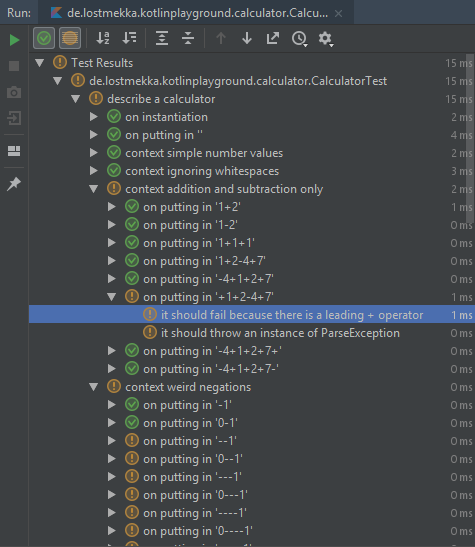 Run: de.lostmekka.kotlinplayground.calculator.Calcu...
Test Results 15 ms
de.lostmekka.kotlinplayground.calculator.CalculatorTest 15 ms
describe a calculator 15 ms
on instantiation 2 ms
on putting in '' 4 ms
context simple number values 2 ms
context ignoring whitespaces 3 ms
context addition and subtraction only 2 ms
on putting in '1+2' 1 ms
on putting in '1-2' 0 ms
on putting in '1+1+1' 0 ms
on putting in '1+2-4+7' 0 ms
on putting in '-4+1+2+7' 0 ms
on putting in '+1+2-4+7' 1 ms
it should fail because there is a leading + operator 1 ms
it should throw an instance of ParseException 0 ms
on putting in '-4+1+2+7+' 0 ms
on putting in '-4+1+2+7-' 0 ms
context weird negations 0 ms
on putting in '-1' 0 ms
on putting in '0-1' 0 ms
on putting in '--1' 0 ms
on putting in '0--1' 0 ms
on putting in '---1' 0 ms
on putting in '0---1' 0 ms
on putting in '----1' 0 ms
on putting in '0----1' 0 ms